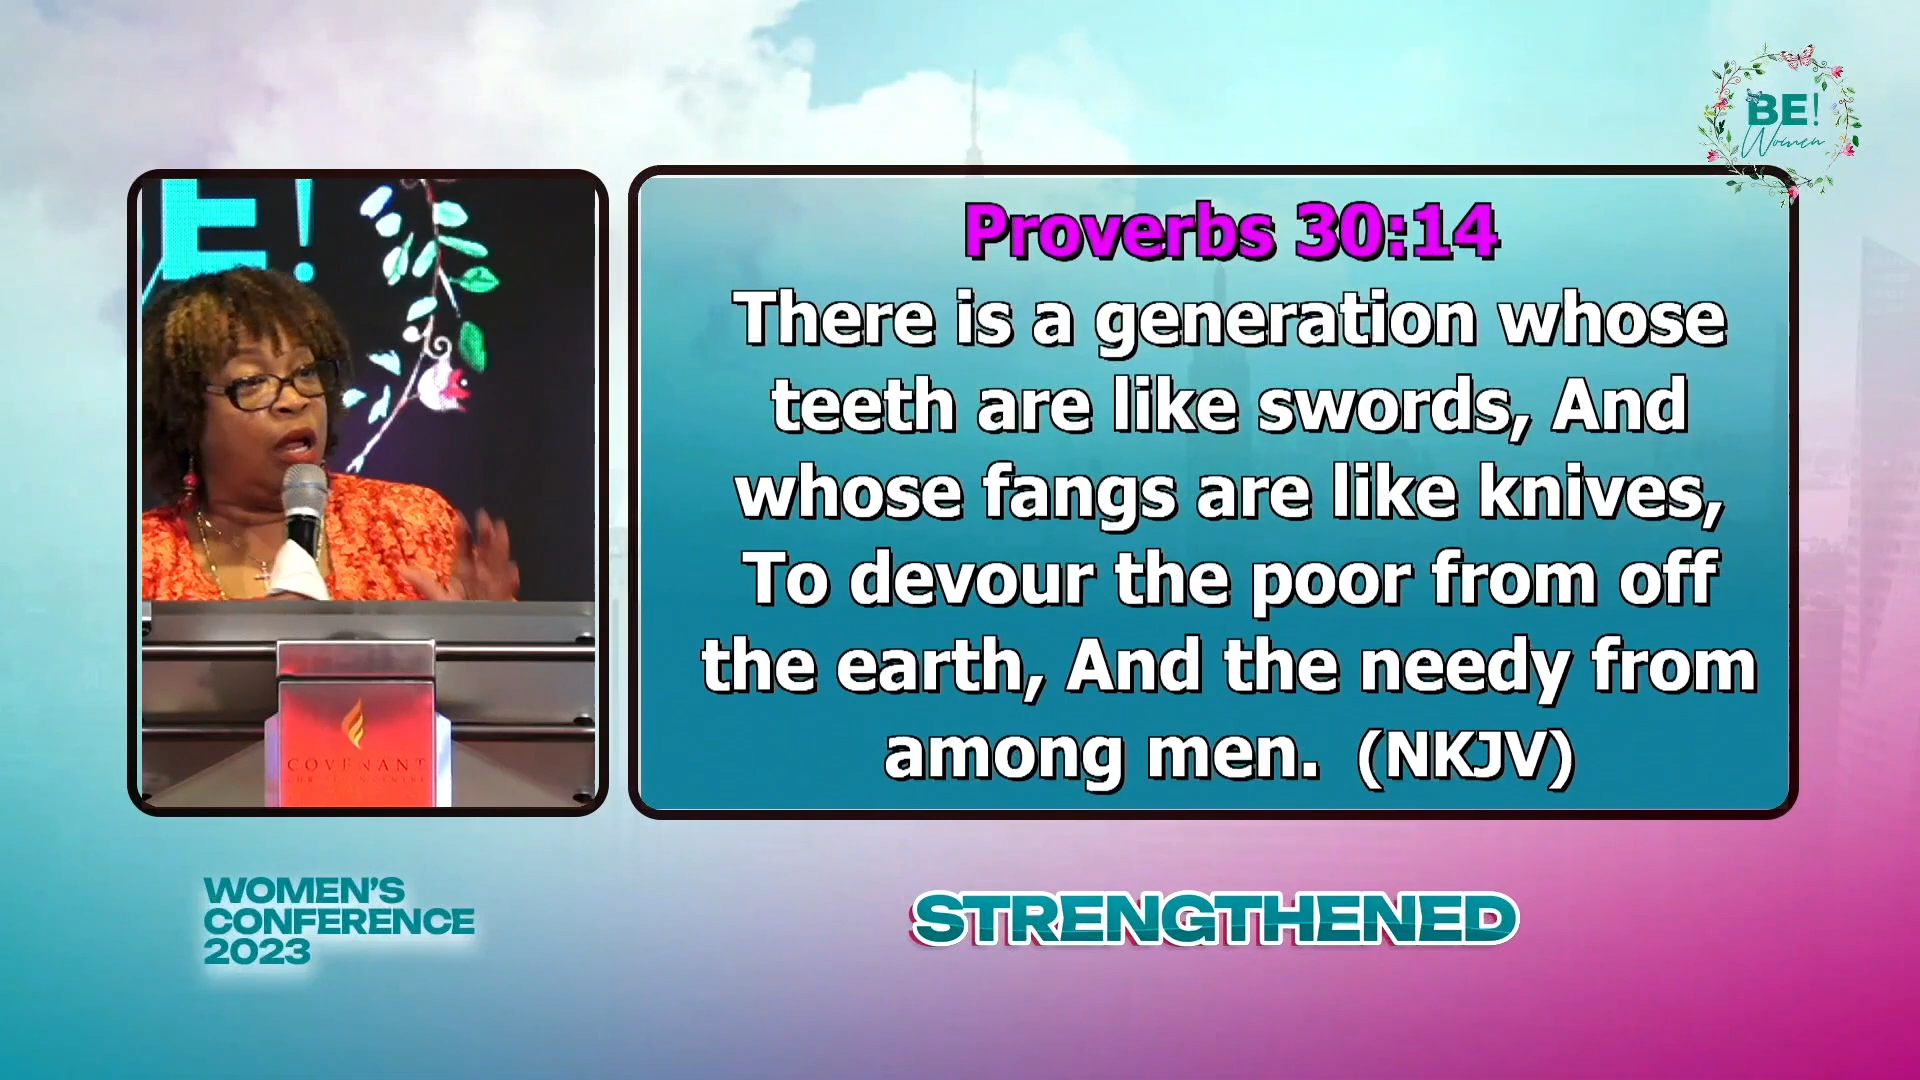 BE!
Women
E!
Proverbs 30:14
There is a generation whose
teeth are like swords, And
whose fangs are like knives,
To devour the poor from off
the earth, And the needy from
among men. (NKJV)
COVENANT
WOMEN'S
CONFERENCE
2023
STRENGTHENED